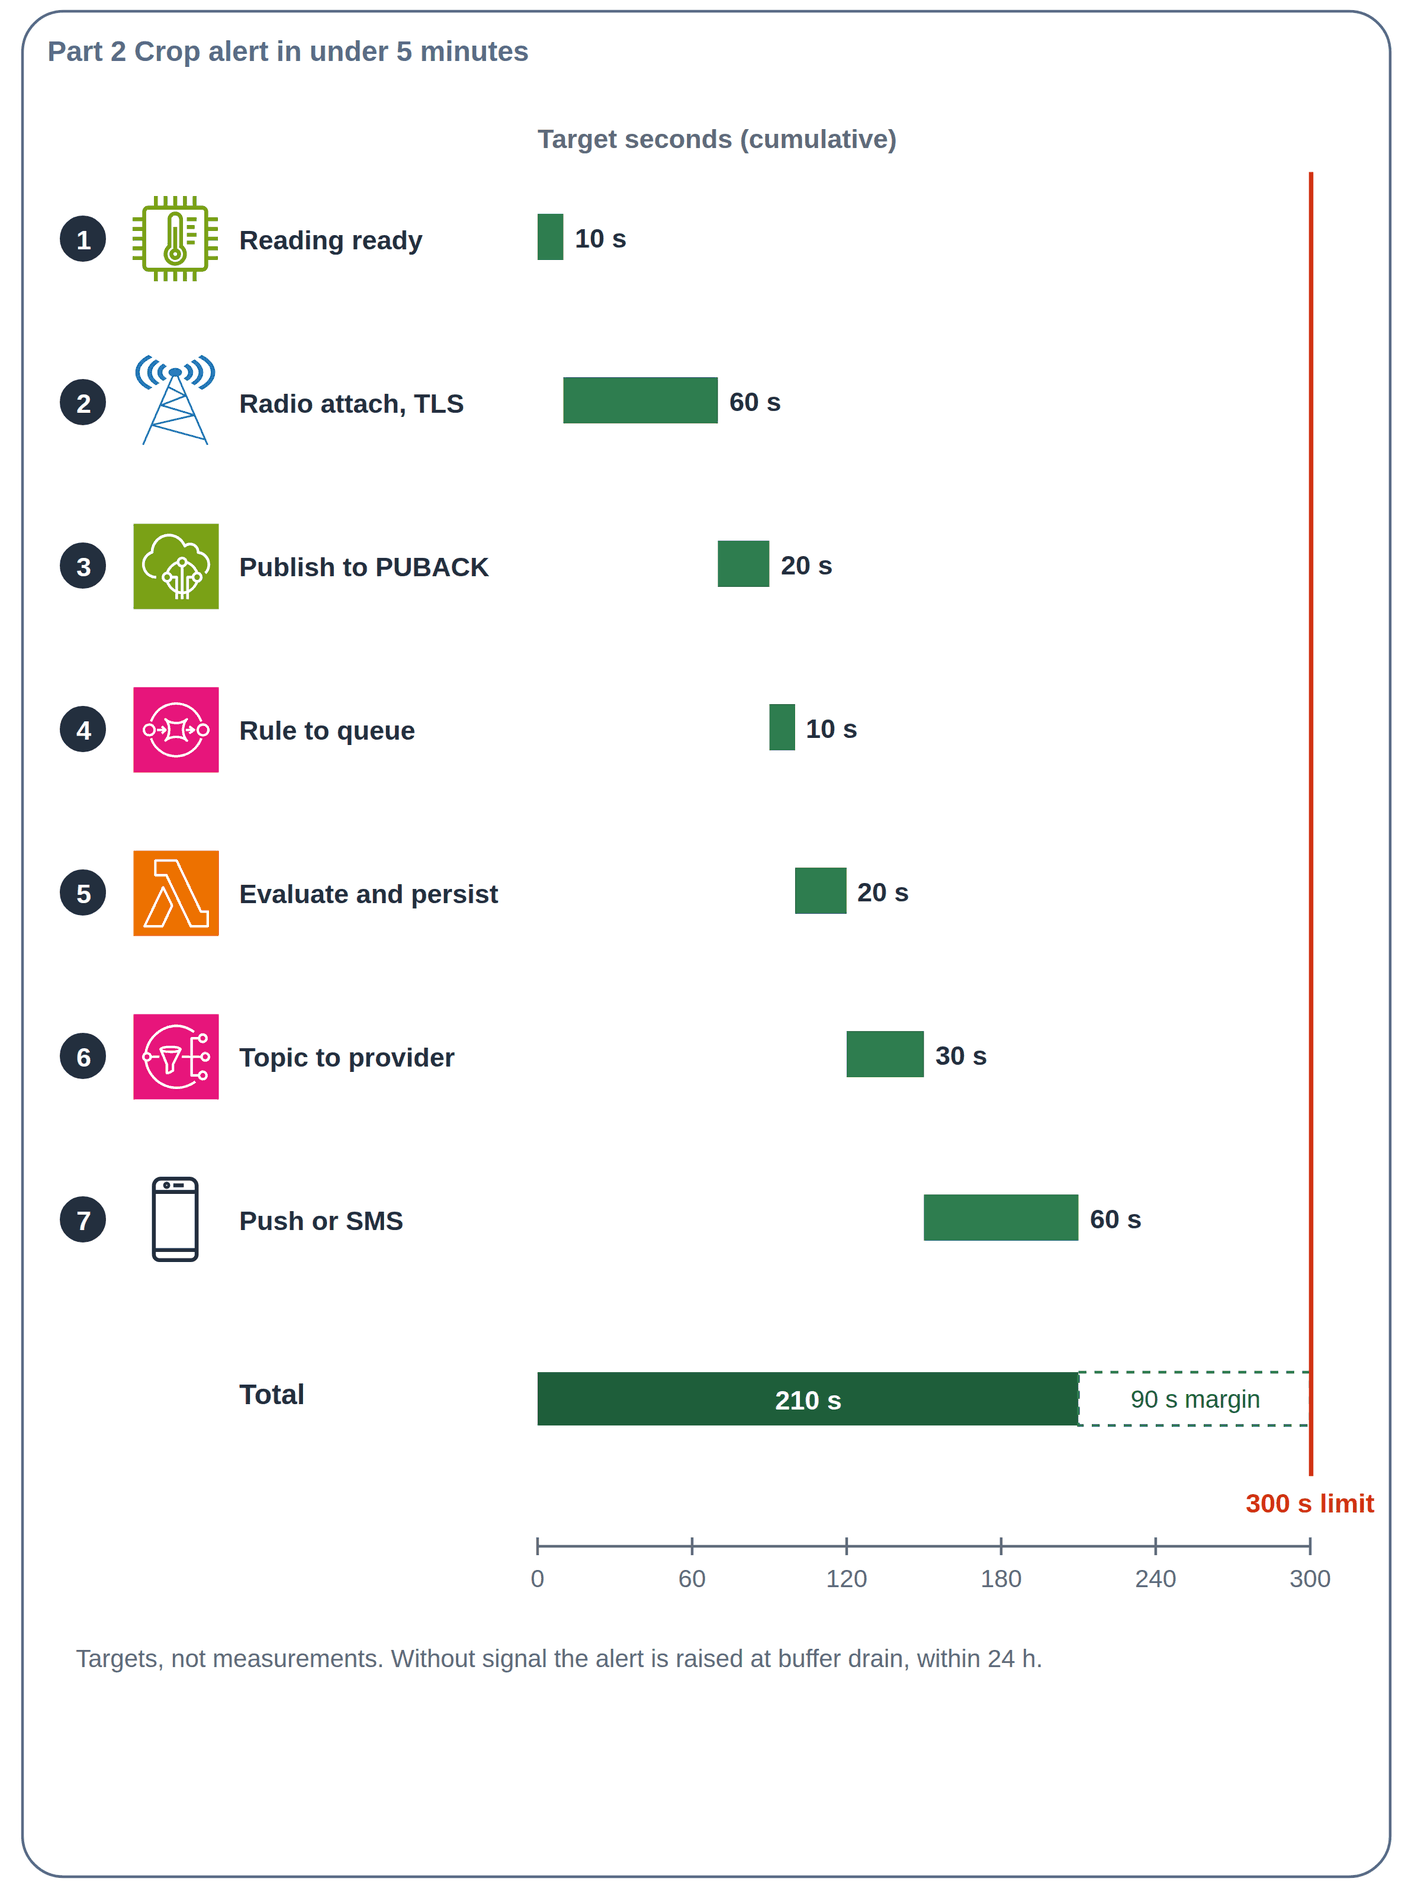 Part 2 Crop alert in under 5 minutes
Target seconds (cumulative)
1 Reading ready 10 s
2 Radio attach, TLS 60 s
3 Publish to PUBACK 20 s
4 Rule to queue 10 s
5 Evaluate and persist 20 s
6 Topic to provider 30 s
7 Push or SMS 60 s
Total 210 s 90 s margin
300 s limit
0 60 120 180 240 300
Targets, not measurements. Without signal the alert is raised at buffer drain, within 24 h.